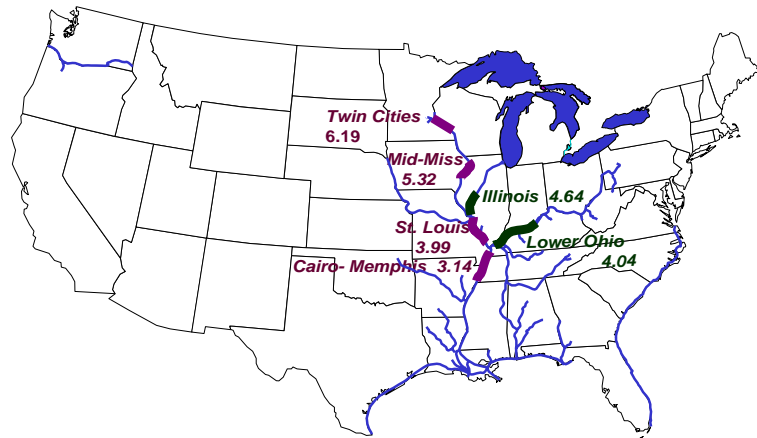 Twin Cities
6.19
Mid-Miss
5.32
Illinois 4.64
St. Louis
3.99
Lower Ohio
4.04
Cairo- Memphis 3.14